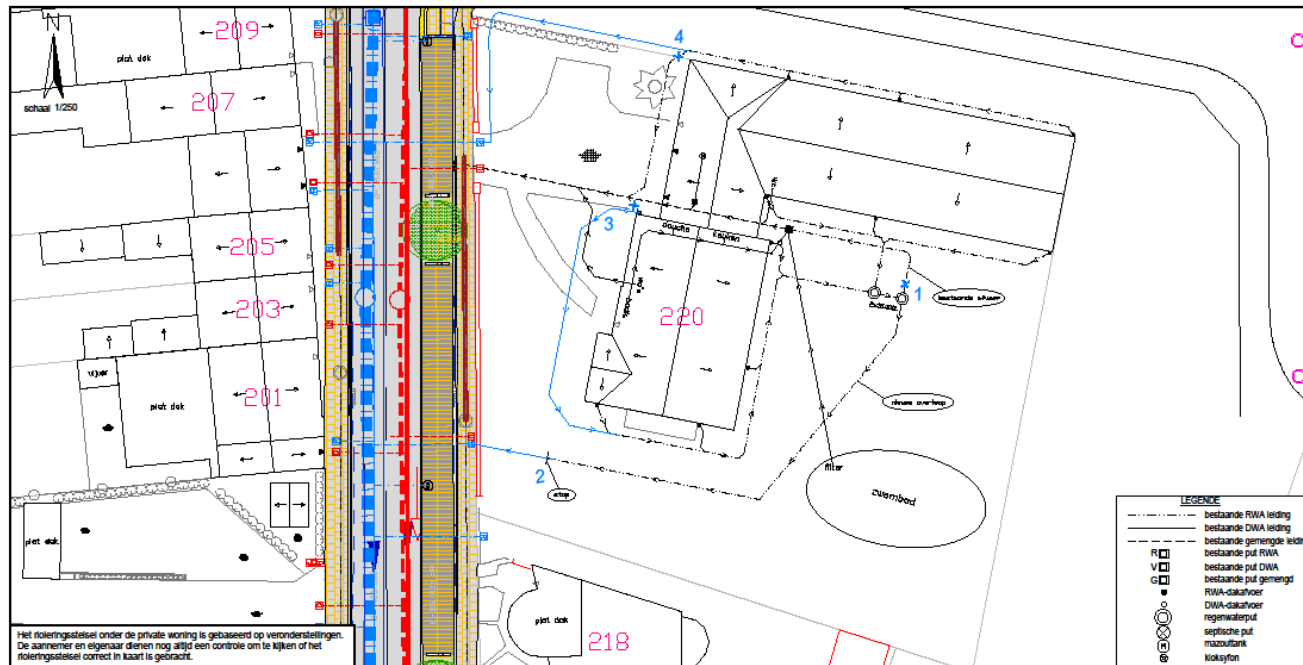 209
plat dak
N
schaal 1/250
207
4
205
3
203
douche
keuken
bestaande afvoer
1
220
vijver
plat dak
201
nieuwe overloop
2
stop
filter
zwembad
plat dak
plat dak
218
LEGENDE
bestaande RWA leiding
bestaande DWA leiding
bestaande gemengde leidin
R bestaande put RWA
V bestaande put DWA
G bestaande put gemengd
RWA-dakafvoer
DWA-dakafvoer
regenwaterput
septische put
M mazouttank
kloksyfon
Het rioleringsstelsel onder de private woning is gebaseerd op veronderstellingen.
De aannemer en eigenaar dienen nog altijd een controle om te kijken of het
rioleringsstelsel correct in kaart is gebracht.